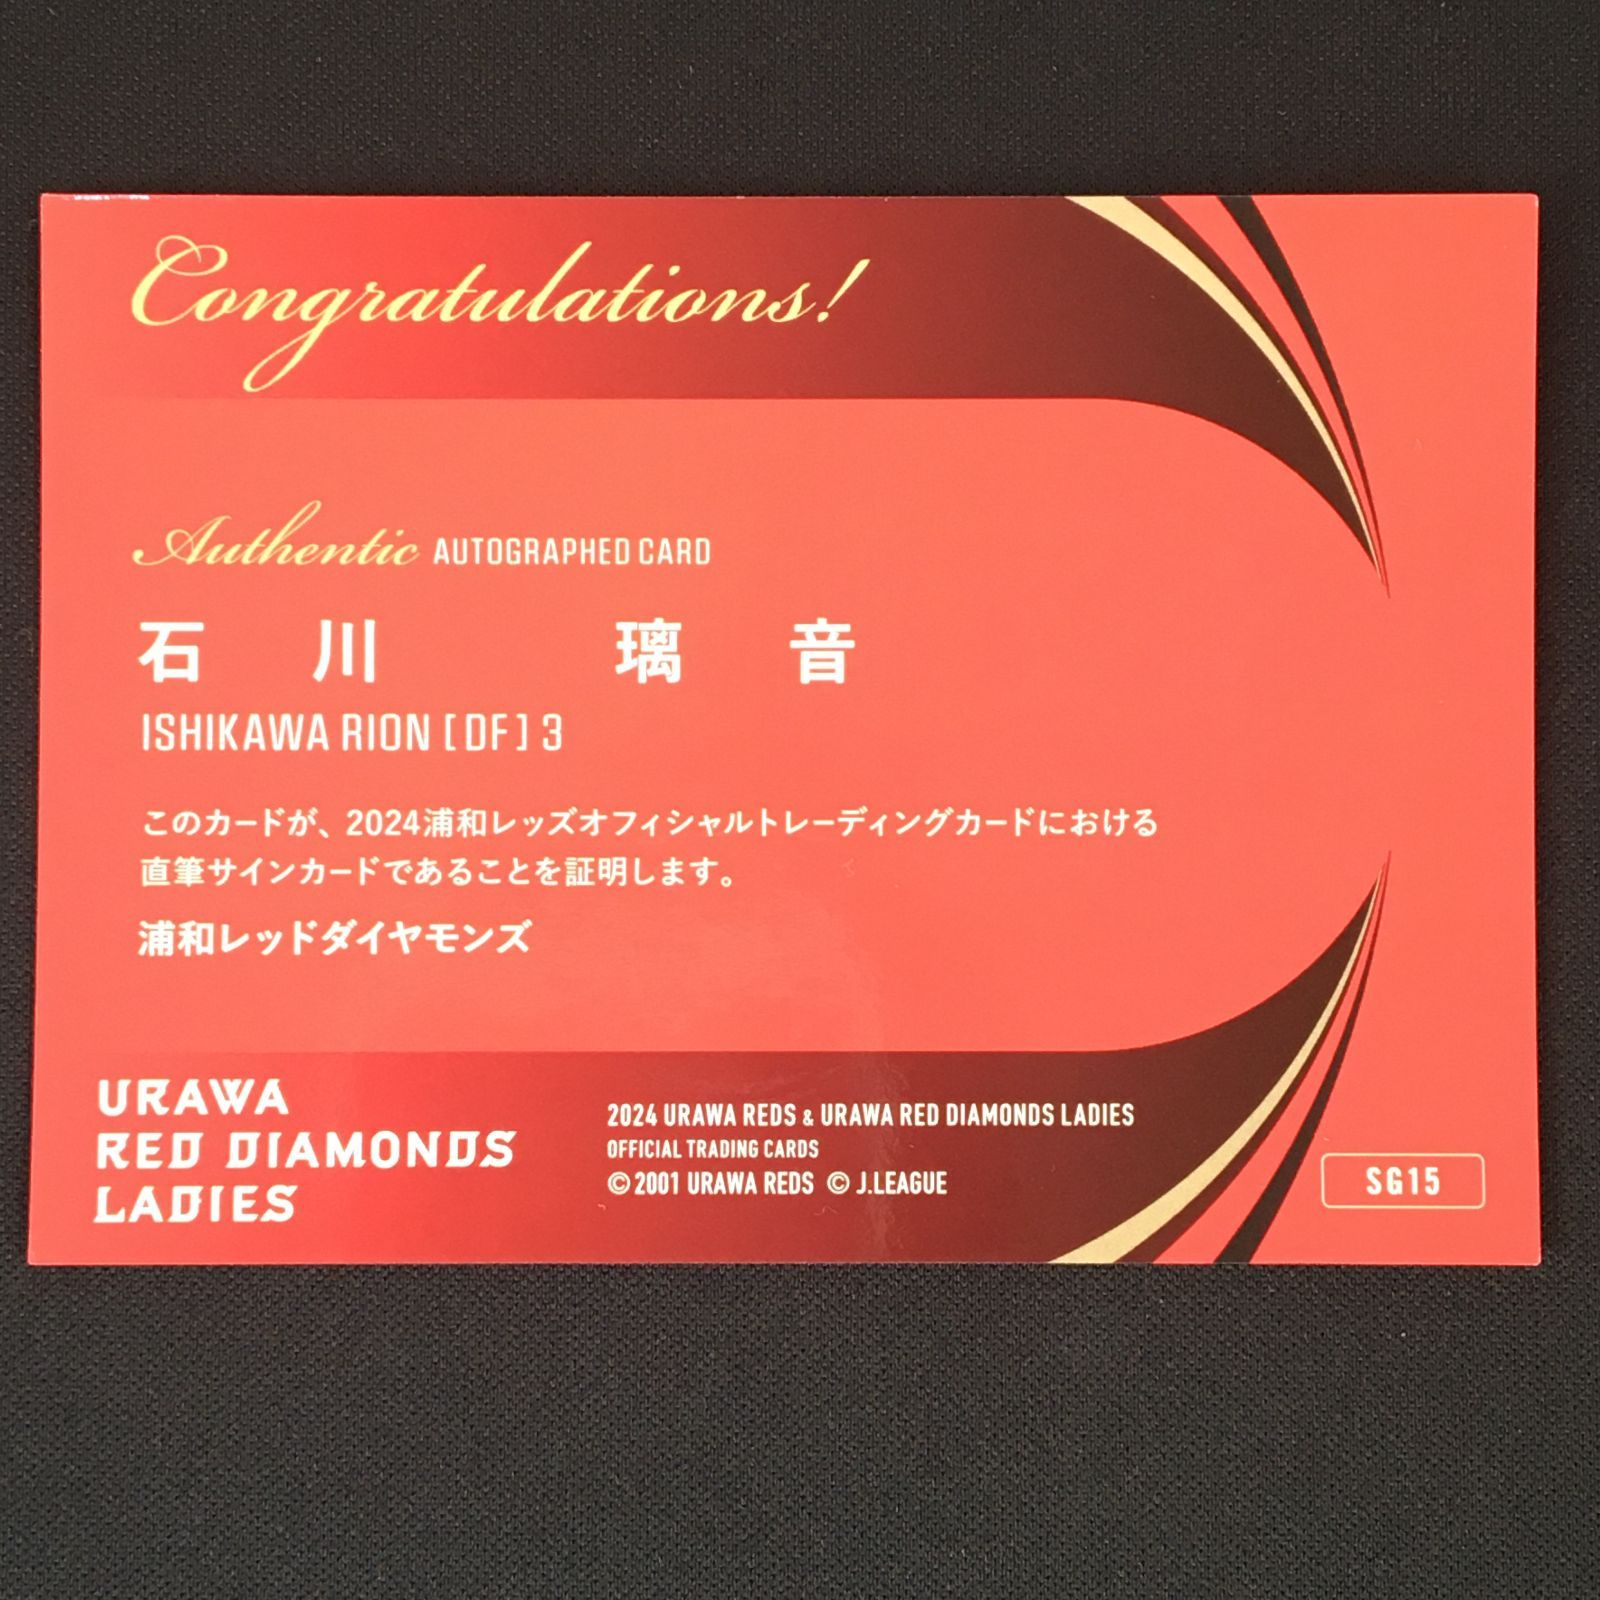 Congratulations!
Authentic AUTOGRAPHED CARD
石川 璃音
ISHIKAWA RION [DF] 3
このカードが、2024浦和レッズオフィシャルトレーディングカードにおける
直筆サインカードであることを証明します。
浦和レッドダイヤモンズ
URAWA
RED DIAMONDS
LADIES
2024 URAWA REDS & URAWA RED DIAMONDS LADIES
OFFICIAL TRADING CARDS
©2001 URAWA REDS © J.LEAGUE
SG15